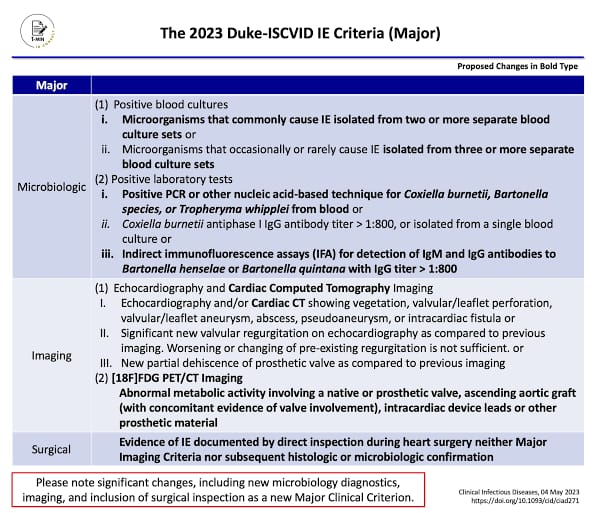 T-MIN
ID CONSULT
The 2023 Duke-ISCVID IE Criteria (Major)
Proposed Changes in Bold Type
Major
Microbiologic
(1) Positive blood cultures
i. Microorganisms that commonly cause IE isolated from two or more separate blood
culture sets or
ii. Microorganisms that occasionally or rarely cause IE isolated from three or more separate
blood culture sets
(2) Positive laboratory tests
i. Positive PCR or other nucleic acid-based technique for Coxiella burnetii, Bartonella
species, or Tropheryma whipplei from blood or
ii. Coxiella burnetii antiphase I IgG antibody titer > 1:800, or isolated from a single blood
culture or
iii. Indirect immunofluorescence assays (IFA) for detection of IgM and IgG antibodies to
Bartonella henselae or Bartonella quintana with IgG titer > 1:800
Imaging
(1) Echocardiography and Cardiac Computed Tomography Imaging
I. Echocardiography and/or Cardiac CT showing vegetation, valvular/leaflet perforation,
valvular/leaflet aneurysm, abscess, pseudoaneurysm, or intracardiac fistula or
II. Significant new valvular regurgitation on echocardiography as compared to previous
imaging. Worsening or changing of pre-existing regurgitation is not sufficient. or
III. New partial dehiscence of prosthetic valve as compared to previous imaging
(2) [18F]FDG PET/CT Imaging
Abnormal metabolic activity involving a native or prosthetic valve, ascending aortic graft
(with concomitant evidence of valve involvement), intracardiac device leads or other
prosthetic material
Surgical
Evidence of IE documented by direct inspection during heart surgery neither Major
Imaging Criteria nor subsequent histologic or microbiologic confirmation
Please note significant changes, including new microbiology diagnostics,
imaging, and inclusion of surgical inspection as a new Major Clinical Criterion.
Clinical Infectious Diseases, 04 May 2023
https://doi.org/10.1093/cid/ciad271